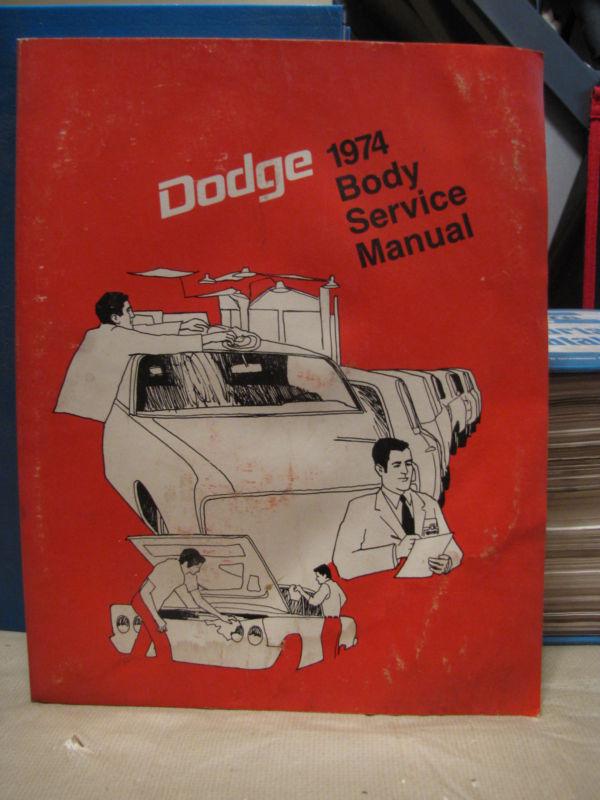 Dodge
1974
Body
Service
Manual